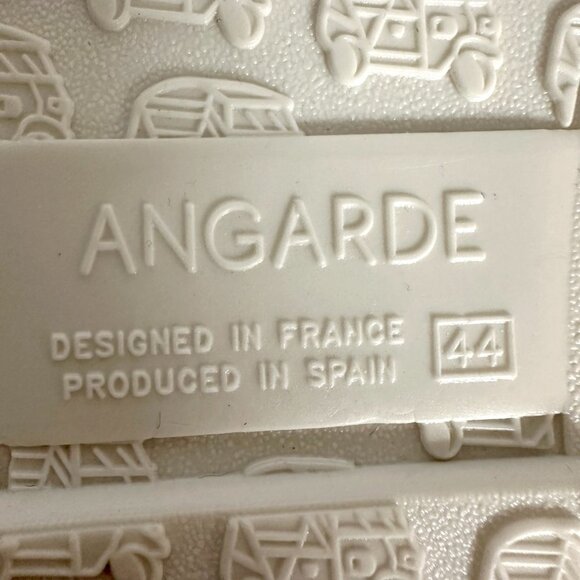 ANGARDE
DESIGNED IN FRANCE
PRODUCED IN SPAIN
44